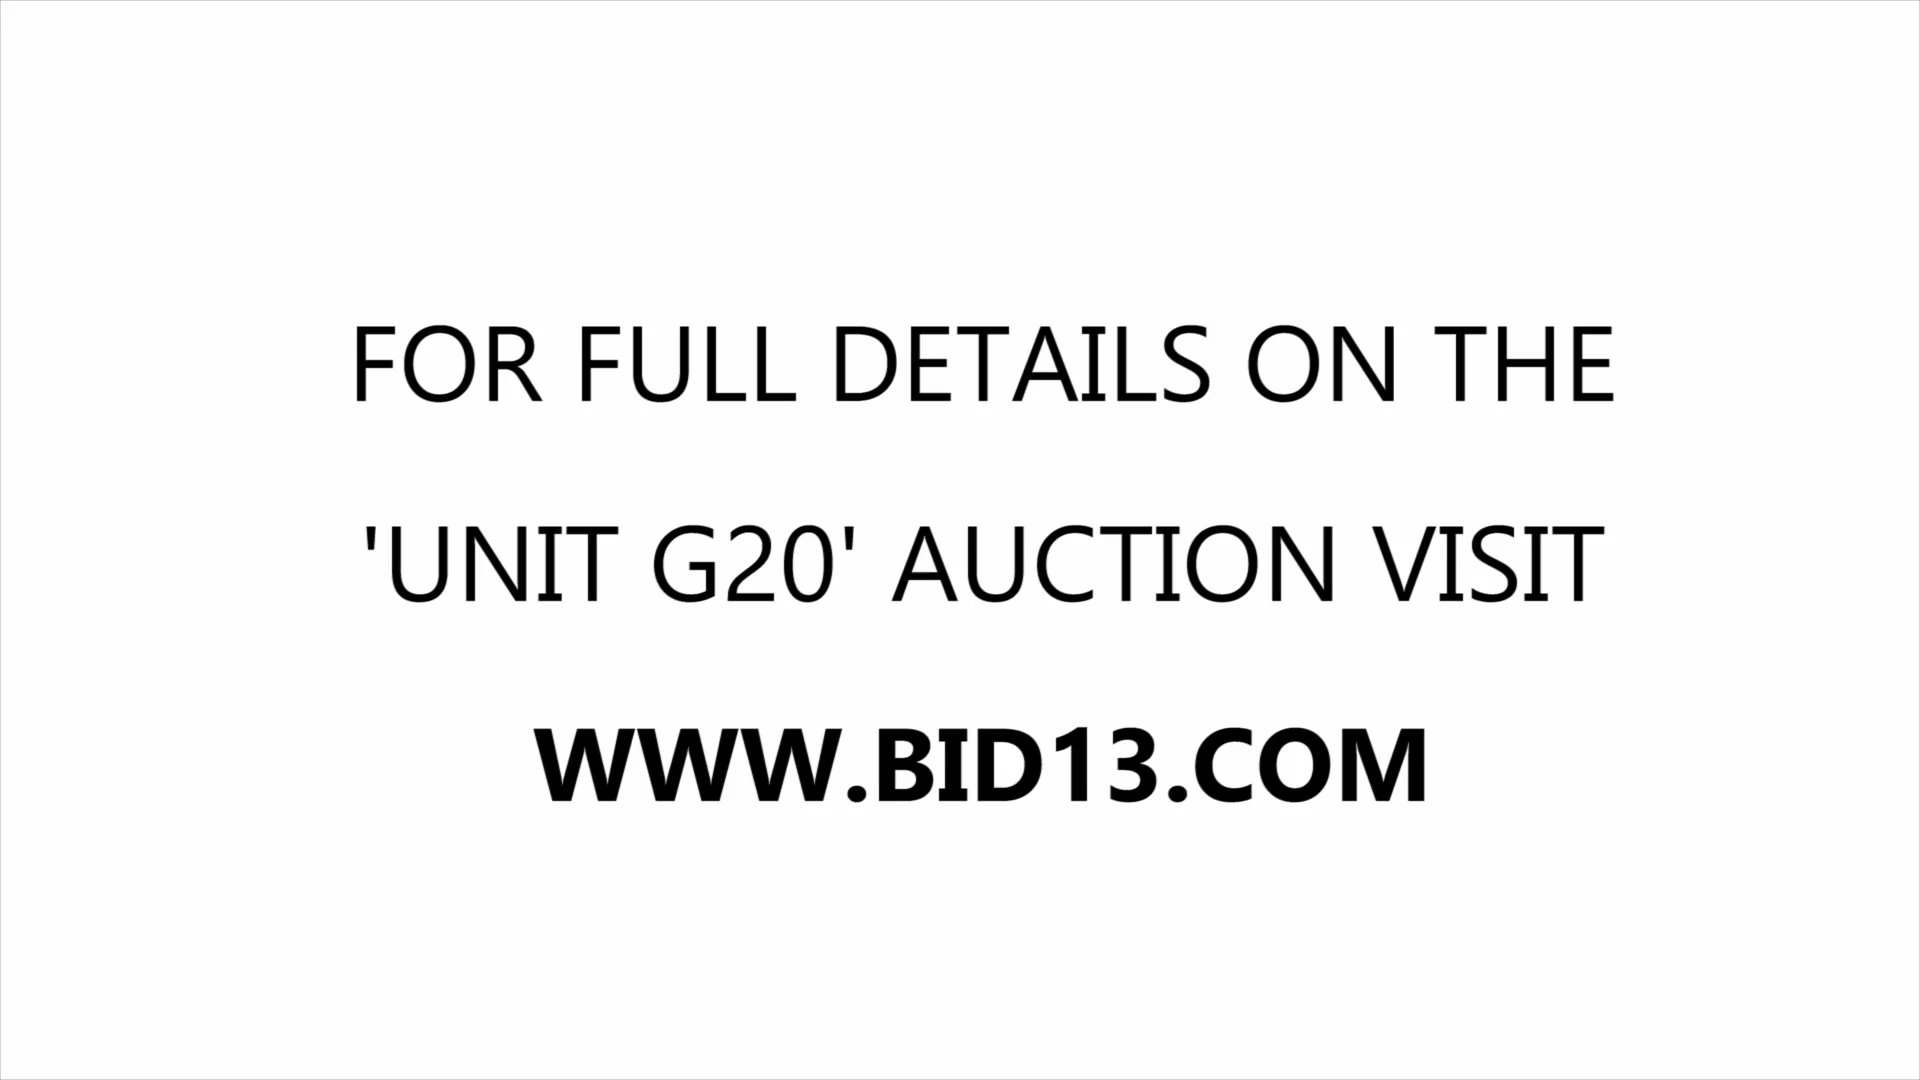 FOR FULL DETAILS ON THE
'UNIT G20' AUCTION VISIT
WWW.BID13.COM